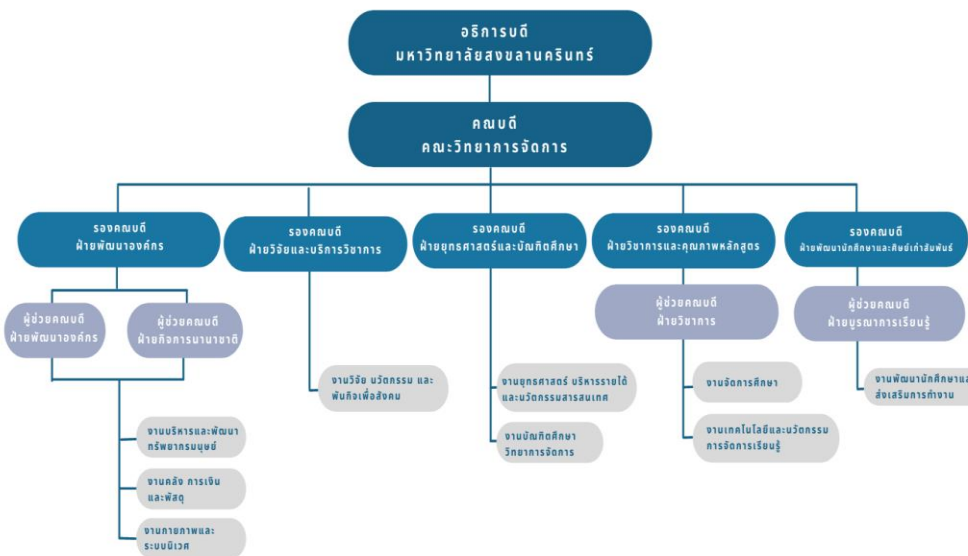 อธิการบดี
มหาวิทยาลัยสงขลานครินทร์
คณบดี
คณะวิทยาการจัดการ
รองคณบดี
ฝ่ายพัฒนาองค์กร
รองคณบดี
ฝ่ายวิจัยและบริการวิชาการ
รองคณบดี
ฝ่ายยุทธศาสตร์และบัณฑิตศึกษา
รองคณบดี
ฝ่ายวิชาการและคุณภาพหลักสูตร
รองคณบดี
ฝ่ายพัฒนานักศึกษาและศิษย์เก่าสัมพันธ์
ผู้ช่วยคณบดี
ฝ่ายพัฒนาองค์กร
ผู้ช่วยคณบดี
ฝ่ายกิจการนานาชาติ
ผู้ช่วยคณบดี
ฝ่ายวิชาการ
ผู้ช่วยคณบดี
ฝ่ายบูรณาการเรียนรู้
งานบริหารและพัฒนา
ทรัพยากรมนุษย์
งานคลัง การเงิน
และพัสดุ
งานกายภาพและ
ระบบนิเวศ
งานวิจัย นวัตกรรม และ
พันธกิจเพื่อสังคม
งานยุทธศาสตร์ บริหารรายได้
และนวัตกรรมสารสนเทศ
งานบัณฑิตศึกษา
วิทยาการจัดการ
งานจัดการศึกษา
งานเทคโนโลยีและนวัตกรรม
การจัดการเรียนรู้
งานพัฒนานักศึกษาแล
ส่งเสริมการทำงาน